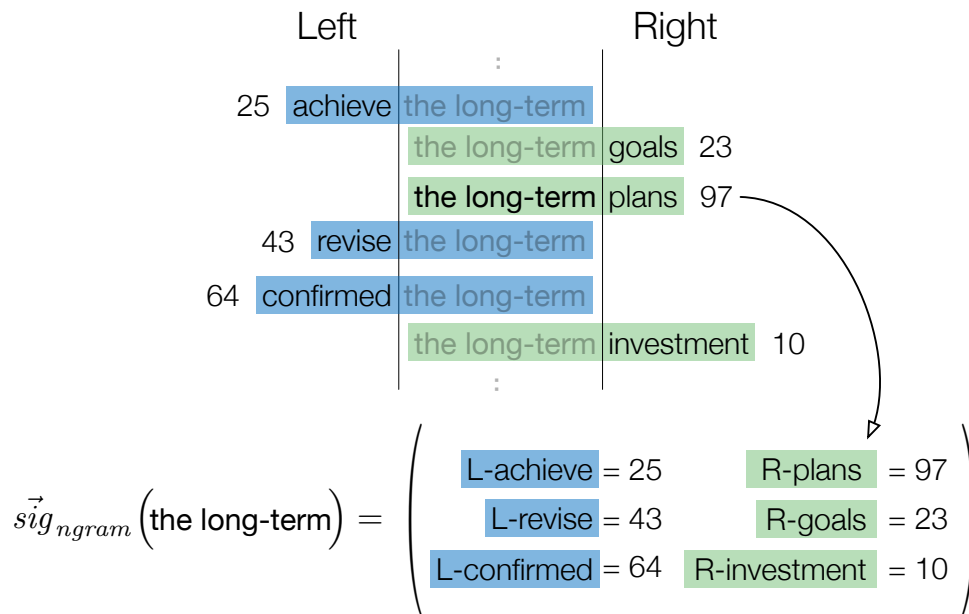 Left Right
:
25 achieve the long-term
the long-term goals 23
the long-term plans 97
43 revise the long-term
64 confirmed the long-term
the long-term investment 10
:
L-achieve = 25 R-plans = 97
sig⃗_ngram (the long-term) = ( L-revise = 43 R-goals = 23 )
L-confirmed = 64 R-investment = 10